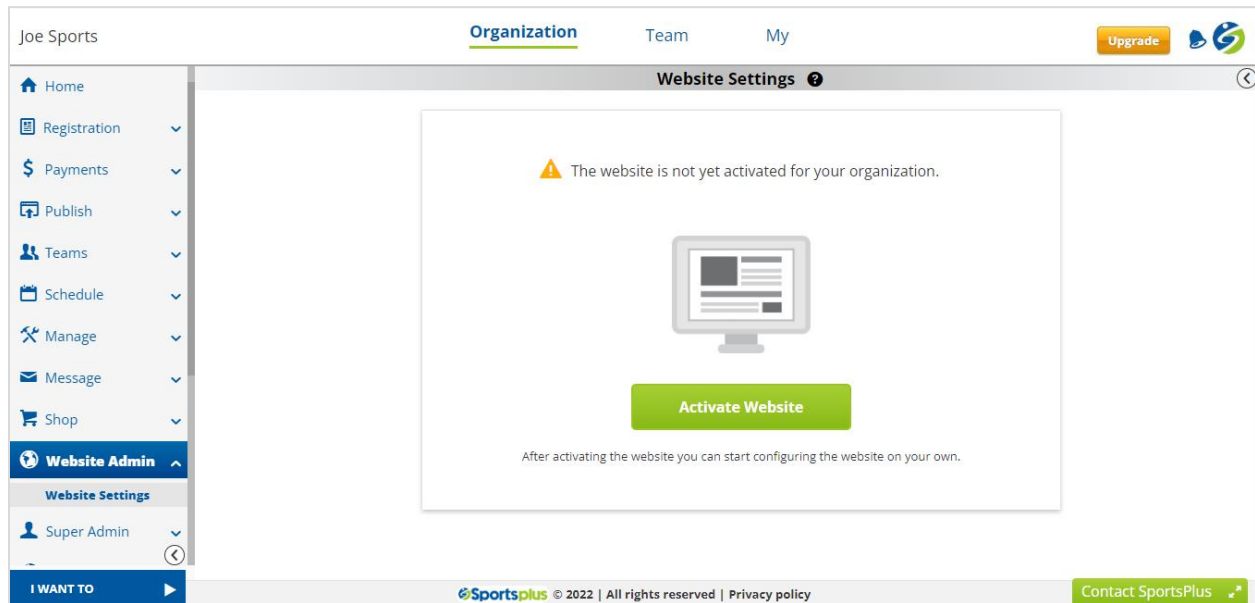 Joe Sports
Organization Team My
Upgrade
Website Settings ?
Home
Registration
Payments
Publish
Teams
Schedule
Manage
Message
Shop
Website Admin
Website Settings
Super Admin
I WANT TO
The website is not yet activated for your organization.
Activate Website
After activating the website you can start configuring the website on your own.
Sportsplus © 2022 | All rights reserved | Privacy policy
Contact SportsPlus